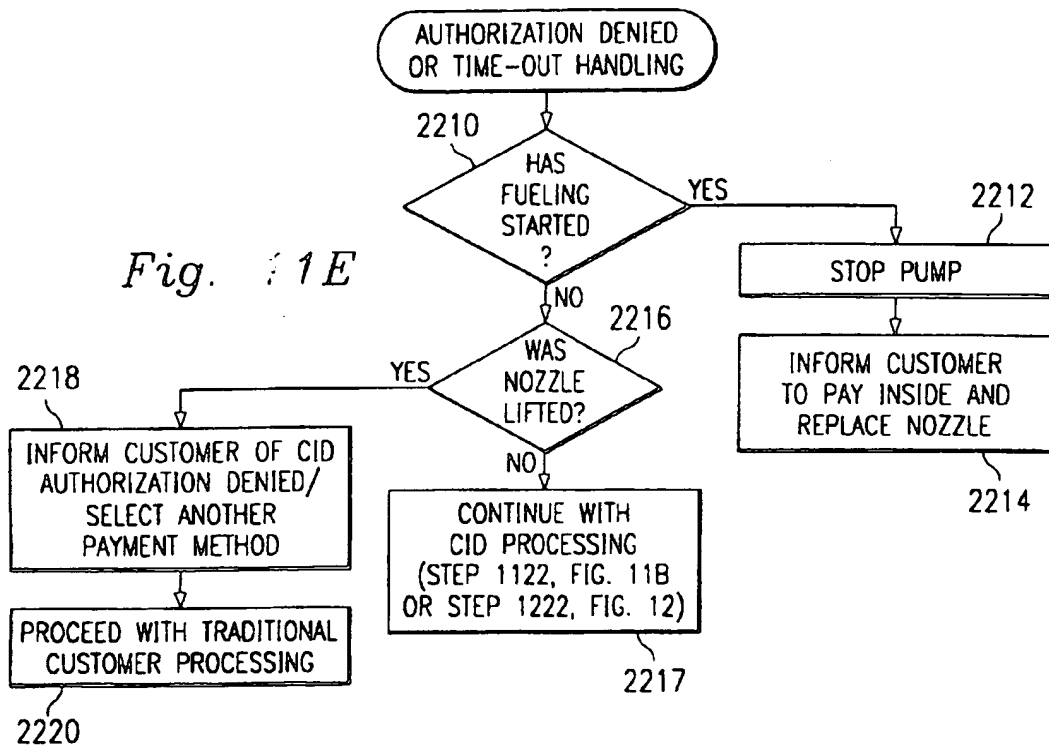 AUTHORIZATION DENIED
OR TIME-OUT HANDLING
2210
HAS
FUELING
STARTED
?
YES
NO
2212
STOP PUMP
INFORM CUSTOMER
TO PAY INSIDE AND
REPLACE NOZZLE
2214
Fig. 1E
2216
WAS
NOZZLE
LIFTED?
YES
NO
2218
INFORM CUSTOMER OF CID
AUTHORIZATION DENIED/
SELECT ANOTHER
PAYMENT METHOD
PROCEED WITH TRADITIONAL
CUSTOMER PROCESSING
2220
CONTINUE WITH
CID PROCESSING
(STEP 1122, FIG. 11B
OR STEP 1222, FIG. 12)
2217